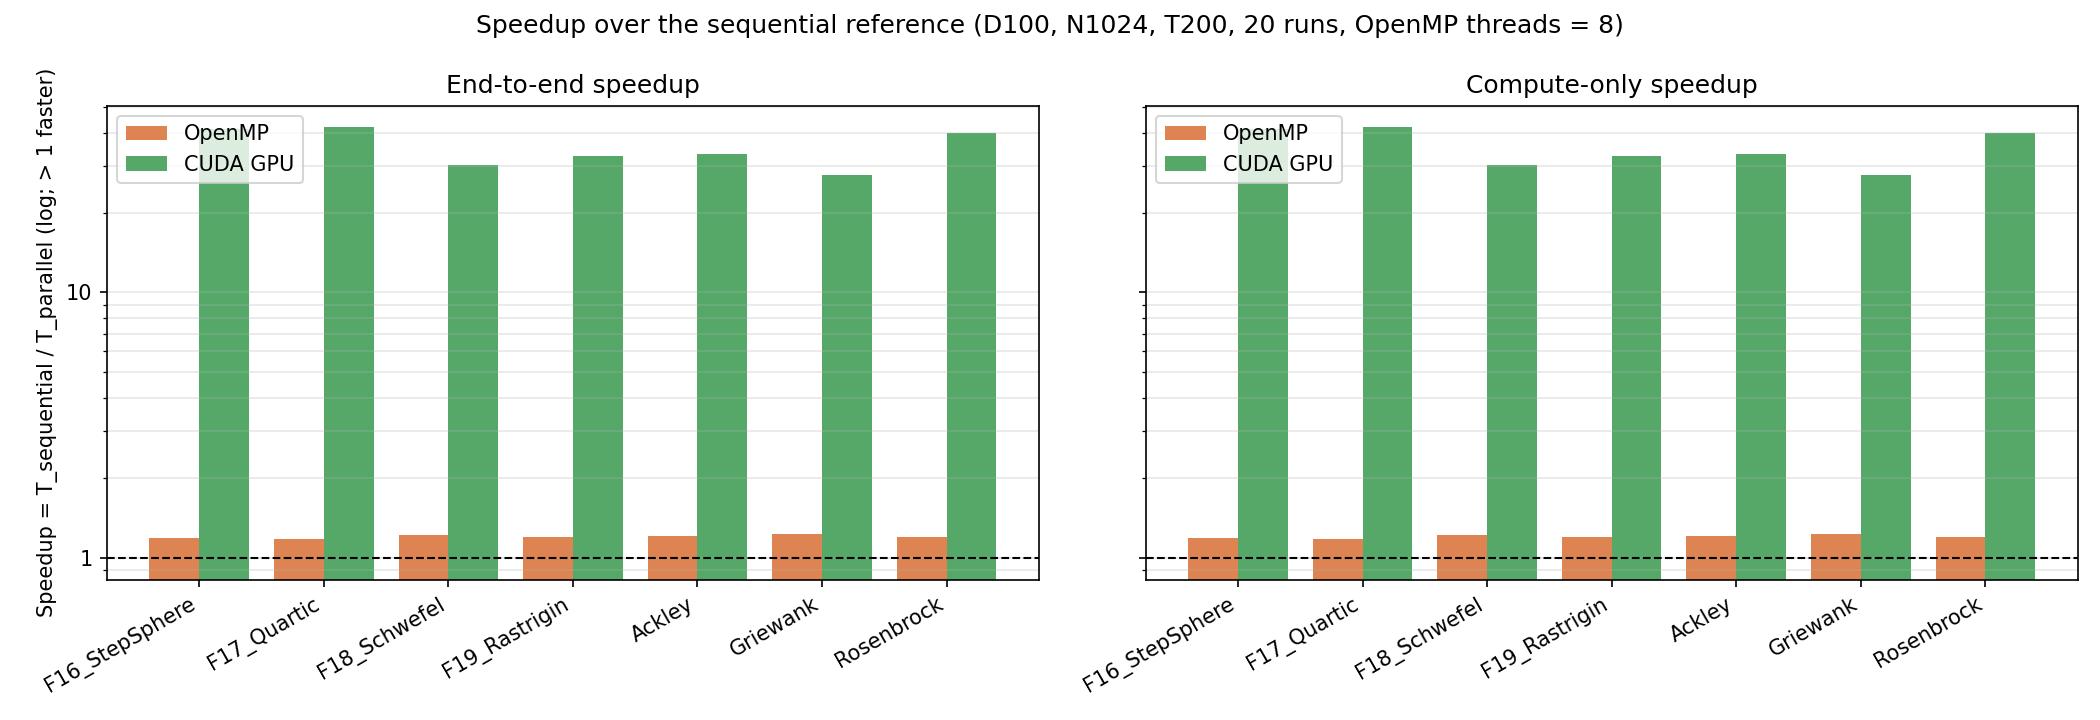 Speedup over the sequential reference (D100, N1024, T200, 20 runs, OpenMP threads = 8)
End-to-end speedup
Speedup = T_sequential / T_parallel (log; > 1 faster)
10
1
OpenMP
CUDA GPU
F16_StepSphere
F17_Quartic
F18_Schwefel
F19_Rastrigin
Ackley
Griewank
Rosenbrock
Compute-only speedup
OpenMP
CUDA GPU
F16_StepSphere
F17_Quartic
F18_Schwefel
F19_Rastrigin
Ackley
Griewank
Rosenbrock